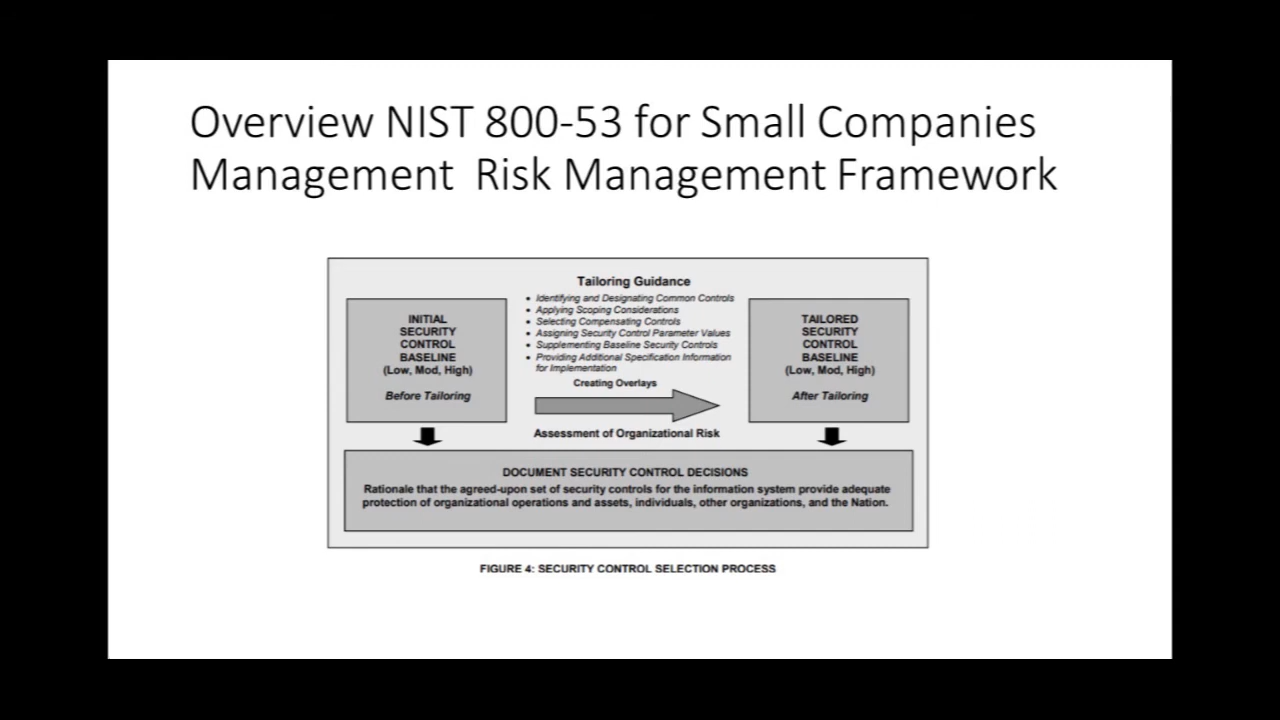 Overview NIST 800-53 for Small Companies
Management Risk Management Framework
Tailoring Guidance
• Identifying and Designating Common Controls
• Applying Scoping Considerations
• Selecting Compensating Controls
• Assigning Security Control Parameter Values
• Supplementing Baseline Security Controls
• Providing Additional Specification Information
for Implementation
Creating Overlays
Assessment of Organizational Risk
INITIAL
SECURITY
CONTROL
BASELINE
(Low, Mod, High)
Before Tailoring
TAILORED
SECURITY
CONTROL
BASELINE
(Low, Mod, High)
After Tailoring
DOCUMENT SECURITY CONTROL DECISIONS
Rationale that the agreed-upon set of security controls for the information system provide adequate
protection of organizational operations and assets, individuals, other organizations, and the Nation.
FIGURE 4: SECURITY CONTROL SELECTION PROCESS